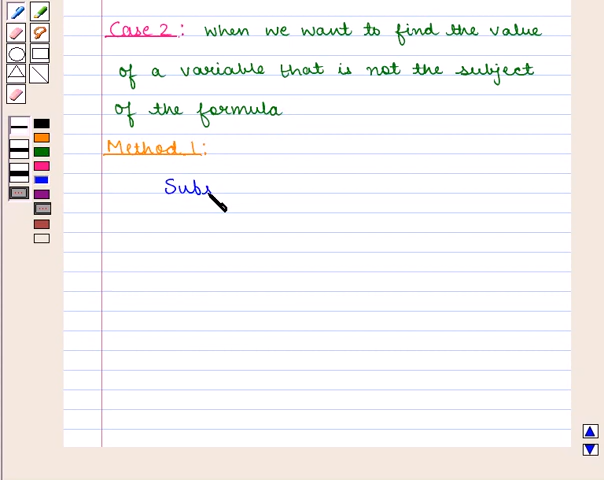 Case 2 : When we want to find the value
of a variable that is not the subject
of the formula
Method 1:
Subs